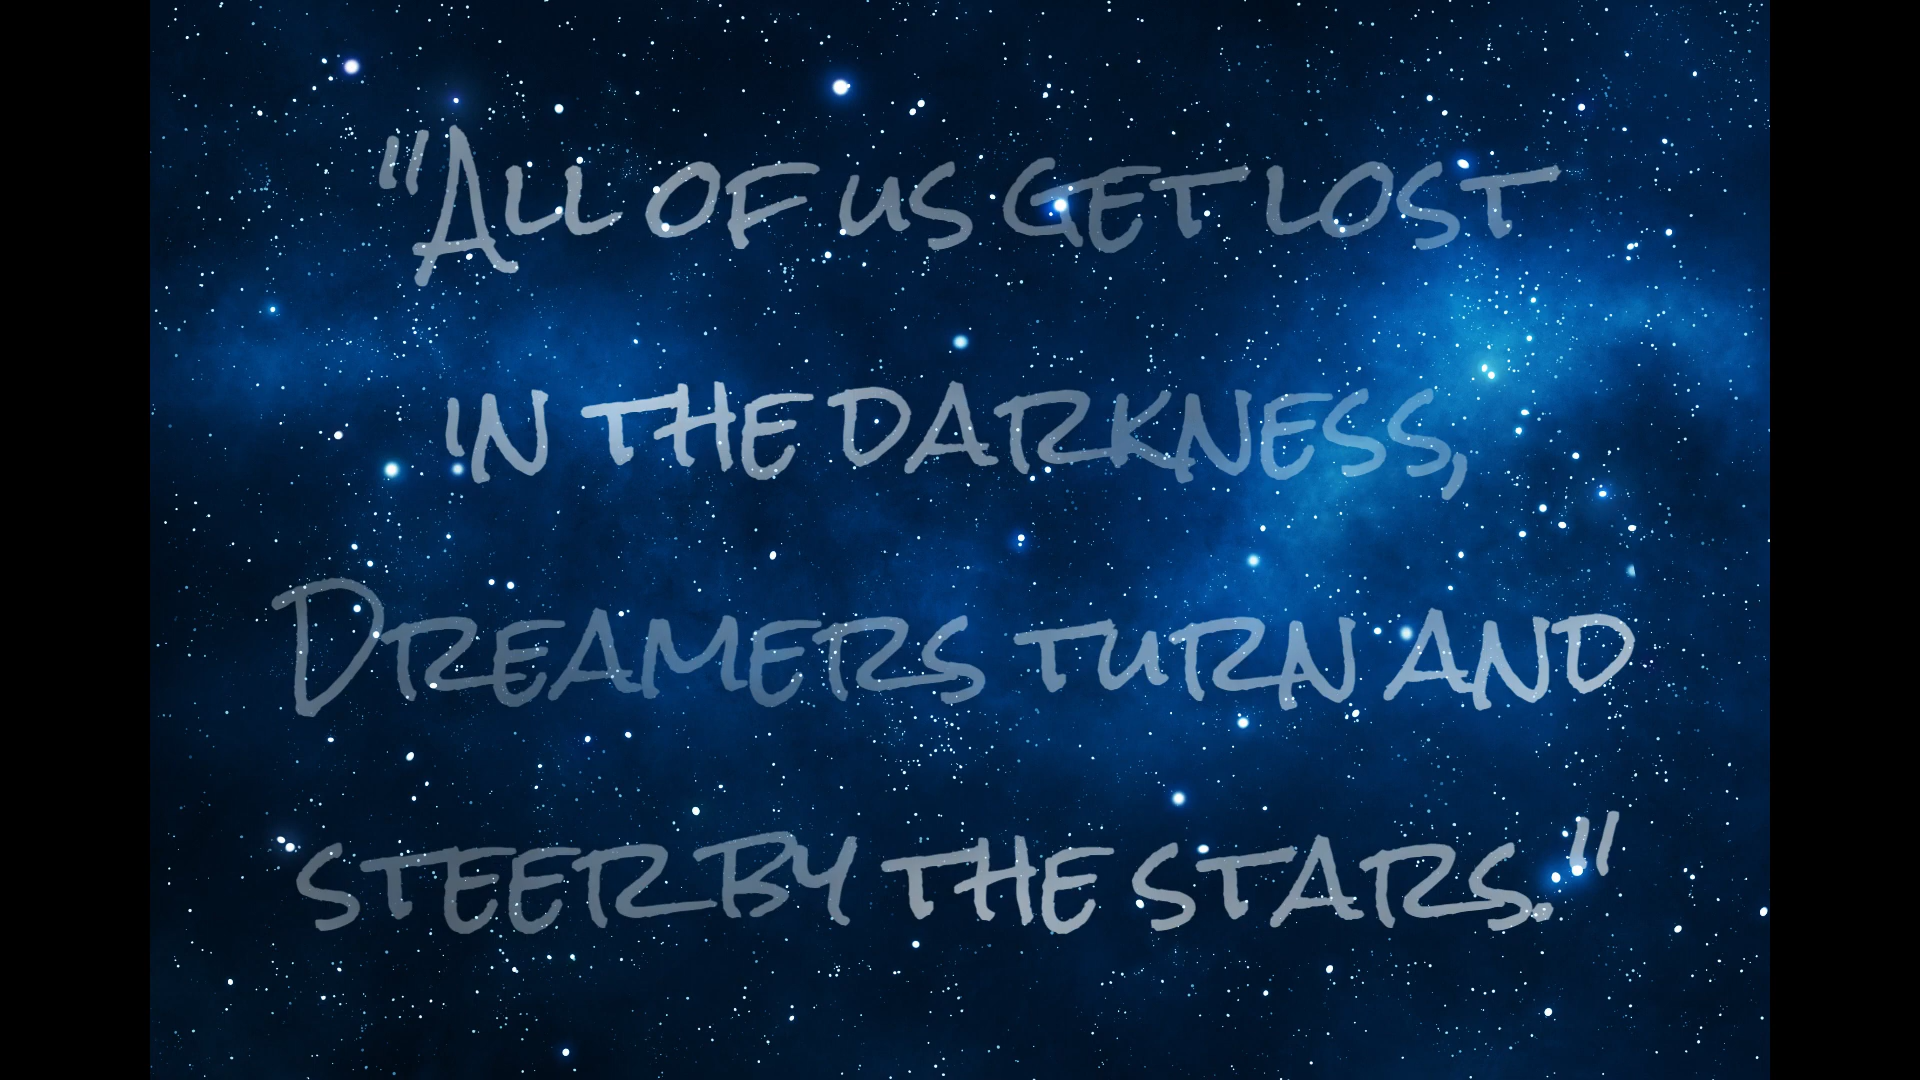 "All of us get lost
in the darkness,
Dreamers turn and
steer by the stars."